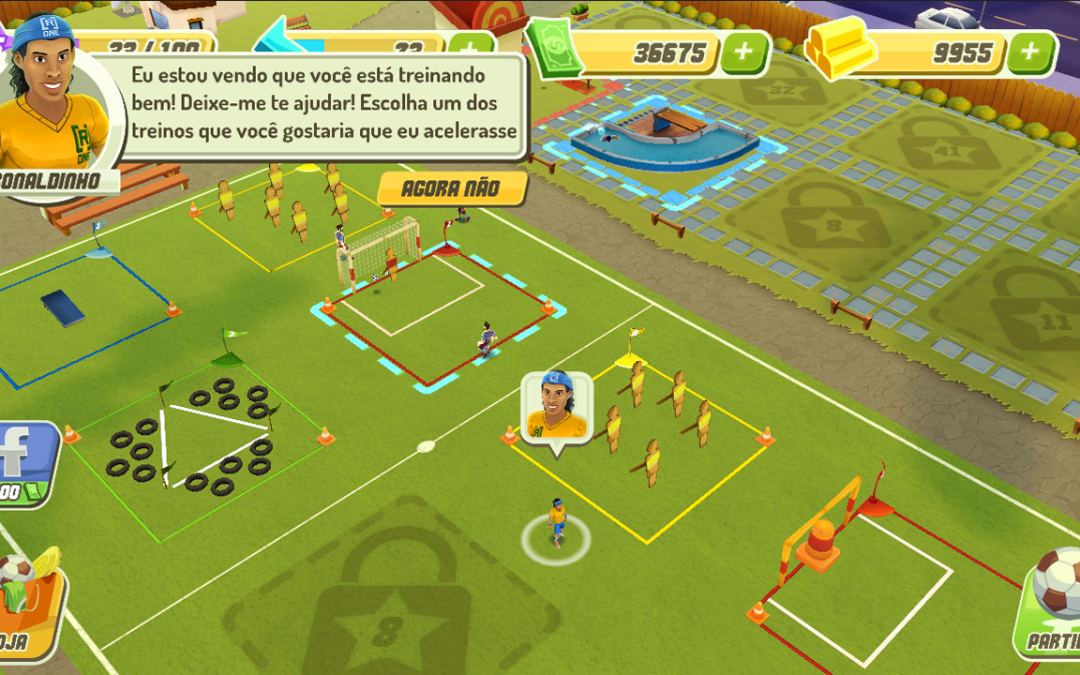 R
ONE
23 / 100
36675
+
9955
+
Eu estou vendo que você está treinando
bem! Deixe-me te ajudar! Escolha um dos
treinos que você gostaria que eu acelerasse
RONALDINHO
AGORA NÃO
32
41
8
11
f
00
8
OJA
PARTI